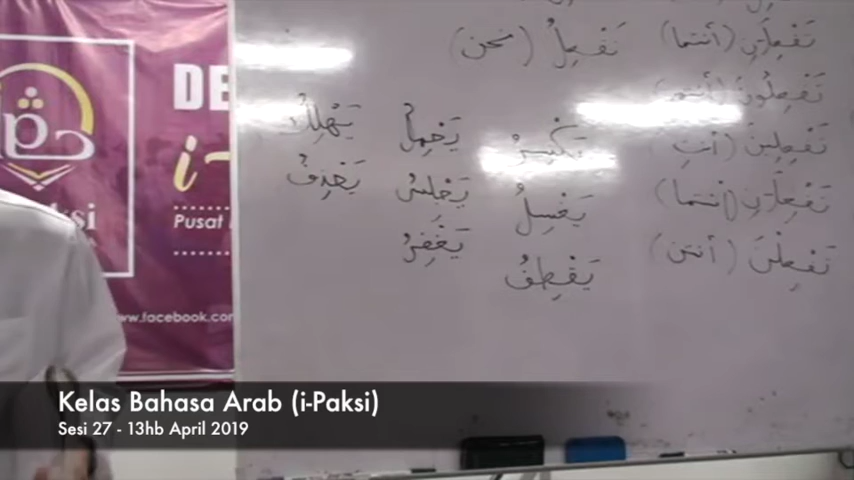 تَفْعِلَانِ (أنتما)
نَفْعِلُ (نحن)
تَفْعِلُونَ (أنتم)
تَفْعِلِينَ (أنتِ)
تَفْعِلَانِ (أنتما)
تَفْعِلْنَ (أنتن)
يَكْسِرُ
يَغْسِلُ
يَقْطِفُ
يَحْمِلُ
يَجْلِسُ
يَغْفِرُ
يَهْلِكُ
يَحْذِفُ
DE
i-
Pusat
www.facebook.com
Kelas Bahasa Arab (i-Paksi)
Sesi 27 - 13hb April 2019